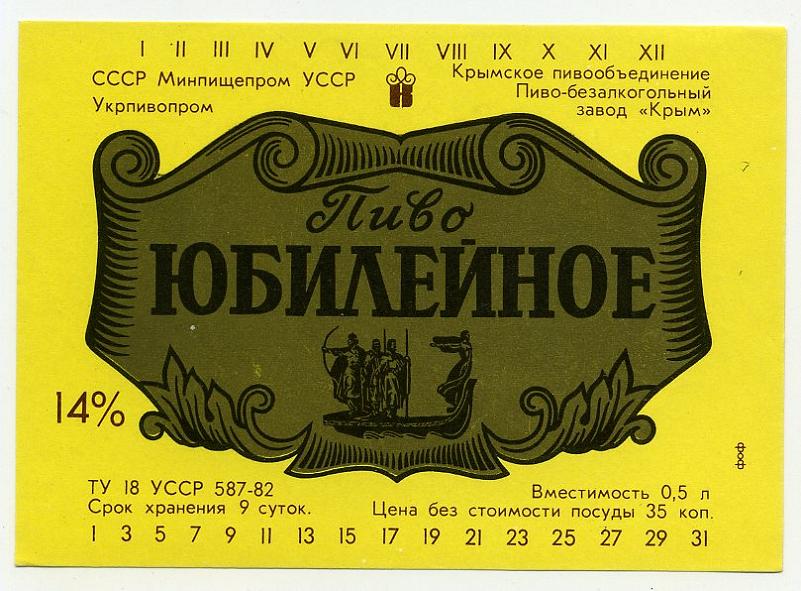 I II III IV V VI VII VIII IX X XI XII
СССР Минпищепром УССР
Укрпивопром
Крымское пивообъединение
Пиво-безалкогольный
завод «Крым»
Пиво
ЮБИЛЕЙНОЕ
14%
фоф
ТУ 18 УССР 587-82
Срок хранения 9 суток.
Вместимость 0,5 л
Цена без стоимости посуды 35 коп.
1 3 5 7 9 11 13 15 17 19 21 23 25 27 29 31